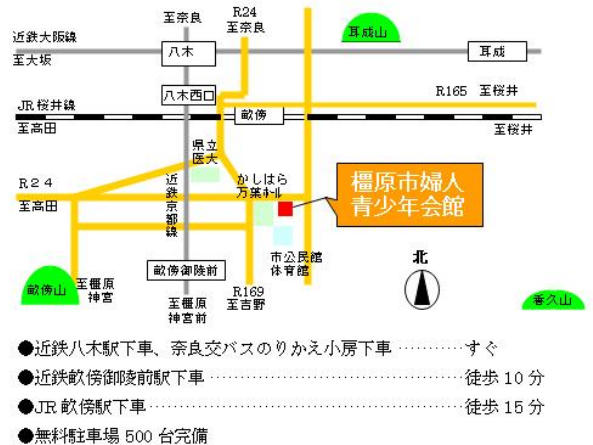 至奈良
R24
至奈良
耳成山
近鉄大阪線
至大坂
八木
耳成
八木西口
R165 至桜井
JR桜井線
至高田
畝傍
至桜井
県立
医大
かしはら
万葉ホール
橿原市婦人
青少年会館
R24
至高田
近鉄京都線
市公民館
体育館
北
畝傍御陵前
畝傍山
至橿原
神宮
至橿原
神宮前
R169
至吉野
香久山
●近鉄八木駅下車、奈良交バスのりかえ小房下車 ‥‥‥‥‥すぐ
●近鉄畝傍御陵前駅下車 ‥‥‥‥‥‥‥‥‥‥‥‥‥‥‥‥徒歩10分
●JR畝傍駅下車 ‥‥‥‥‥‥‥‥‥‥‥‥‥‥‥‥‥‥‥‥徒歩15分
●無料駐車場500台完備